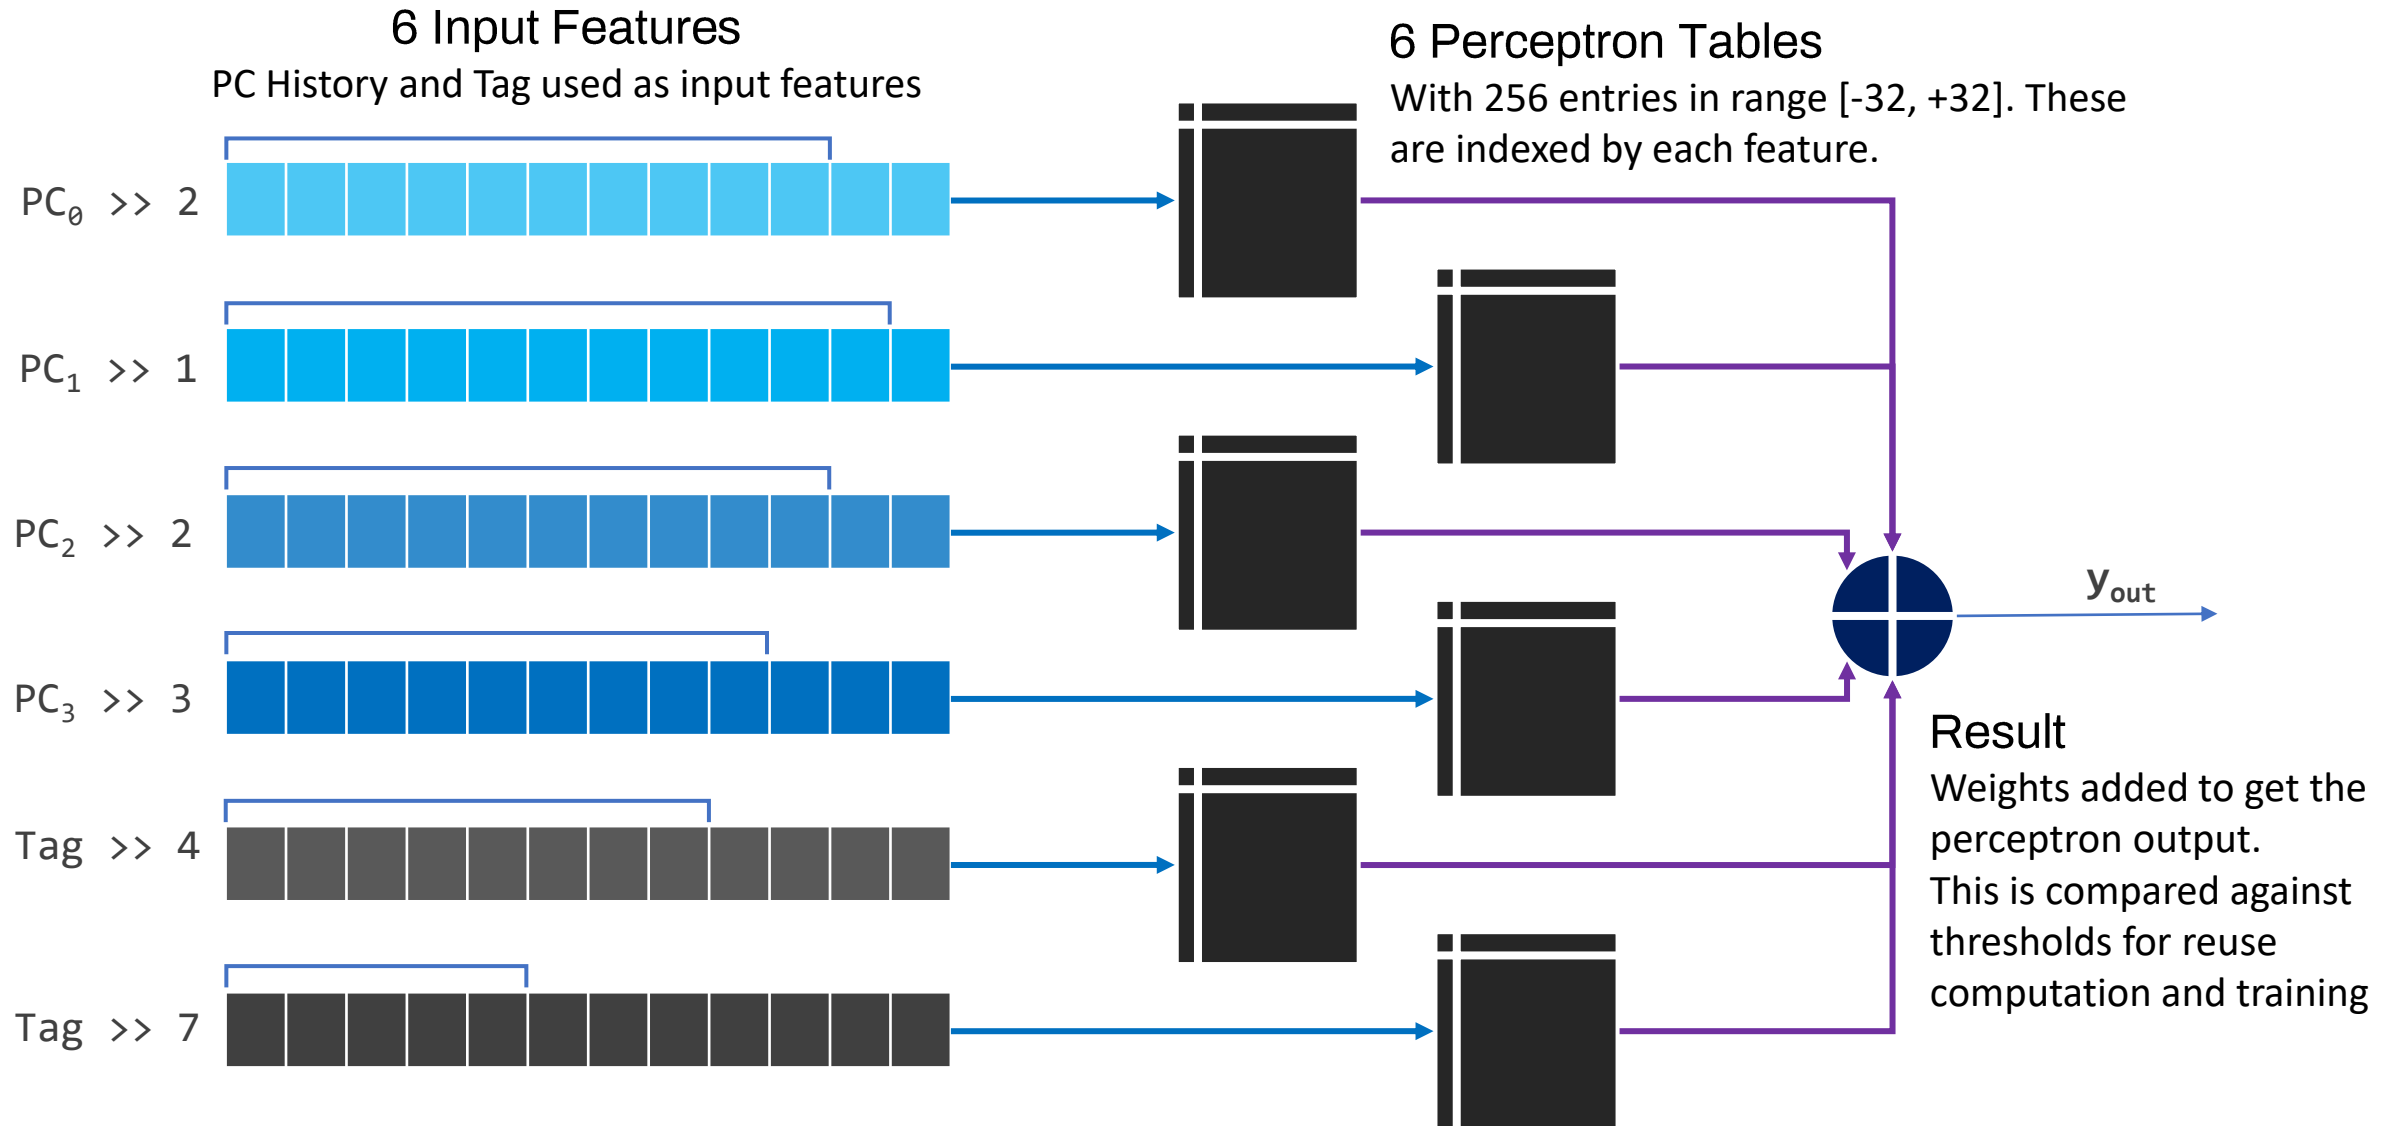 6 Input Features
PC History and Tag used as input features
6 Perceptron Tables
With 256 entries in range [-32, +32]. These
are indexed by each feature.
PC₀ >> 2
PC₁ >> 1
PC₂ >> 2
PC₃ >> 3
Tag >> 4
Tag >> 7
y_out
Result
Weights added to get the
perceptron output.
This is compared against
thresholds for reuse
computation and training